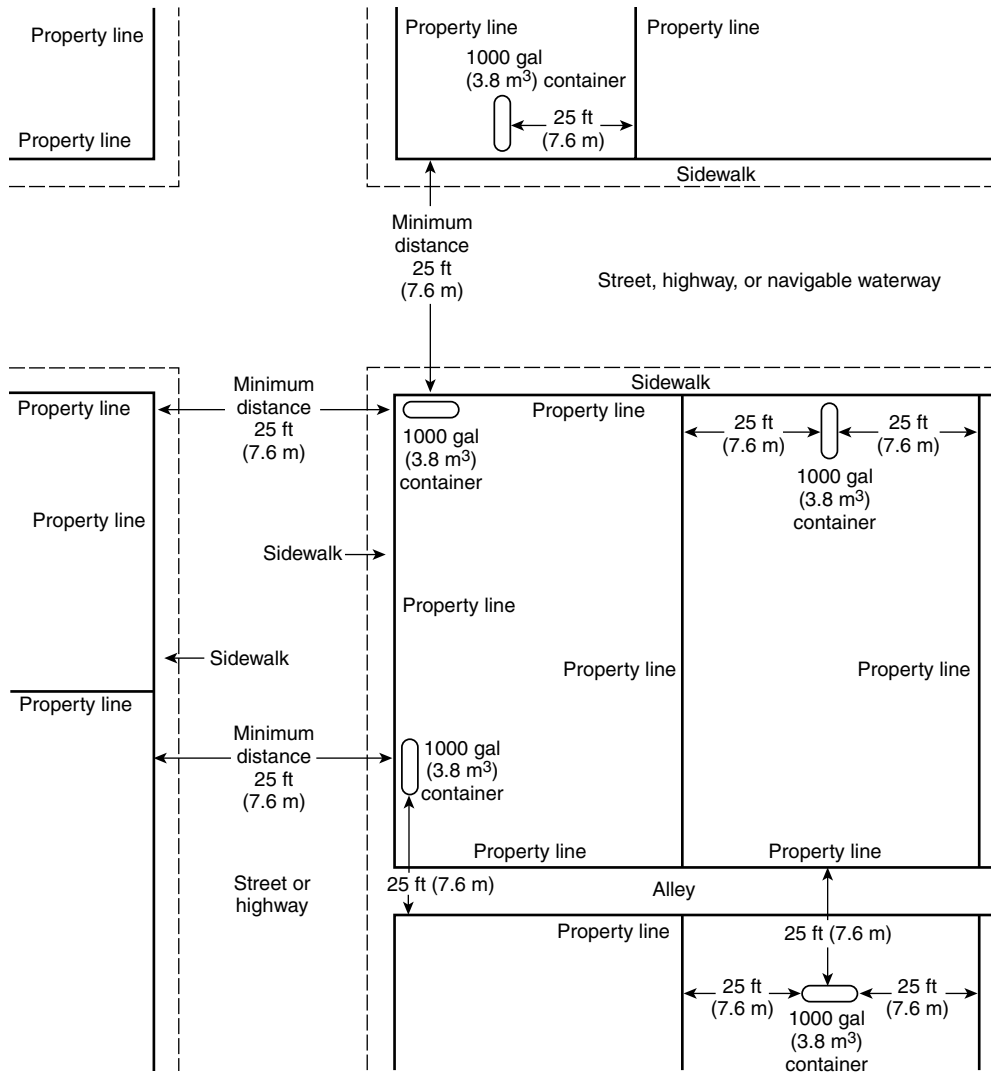 Property line
Property line
Property line
1000 gal
(3.8 m³) container
25 ft
(7.6 m)
Property line
Sidewalk
Minimum
distance
25 ft
(7.6 m)
Street, highway, or navigable waterway
Property line
Property line
Property line
Minimum
distance
25 ft
(7.6 m)
Sidewalk
Property line
1000 gal
(3.8 m³)
container
25 ft
(7.6 m)
25 ft
(7.6 m)
1000 gal
(3.8 m³)
container
Sidewalk
Property line
Sidewalk
Property line
Property line
Minimum
distance
25 ft
(7.6 m)
1000 gal
(3.8 m³)
container
Property line
Property line
Street or
highway
25 ft (7.6 m)
Alley
Property line
25 ft (7.6 m)
25 ft
(7.6 m)
25 ft
(7.6 m)
1000 gal
(3.8 m³)
container